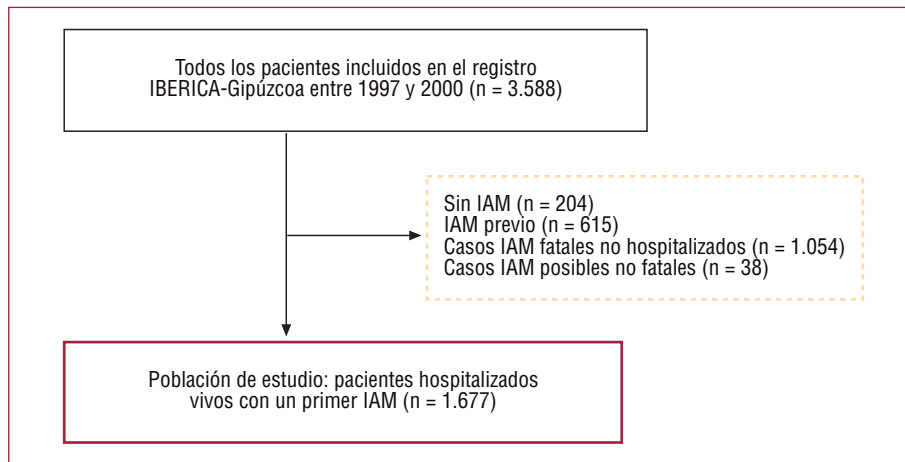 Todos los pacientes incluidos en el registro
IBERICA-Gipúzcoa entre 1997 y 2000 (n = 3.588)
Sin IAM (n = 204)
IAM previo (n = 615)
Casos IAM fatales no hospitalizados (n = 1.054)
Casos IAM posibles no fatales (n = 38)
Población de estudio: pacientes hospitalizados
vivos con un primer IAM (n = 1.677)